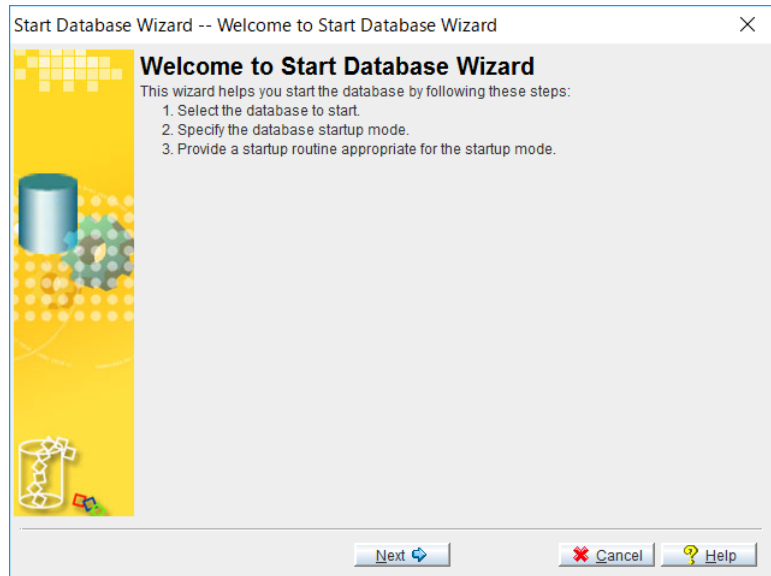 Start Database Wizard -- Welcome to Start Database Wizard
Welcome to Start Database Wizard
This wizard helps you start the database by following these steps:
1. Select the database to start.
2. Specify the database startup mode.
3. Provide a startup routine appropriate for the startup mode.
Next Cancel Help